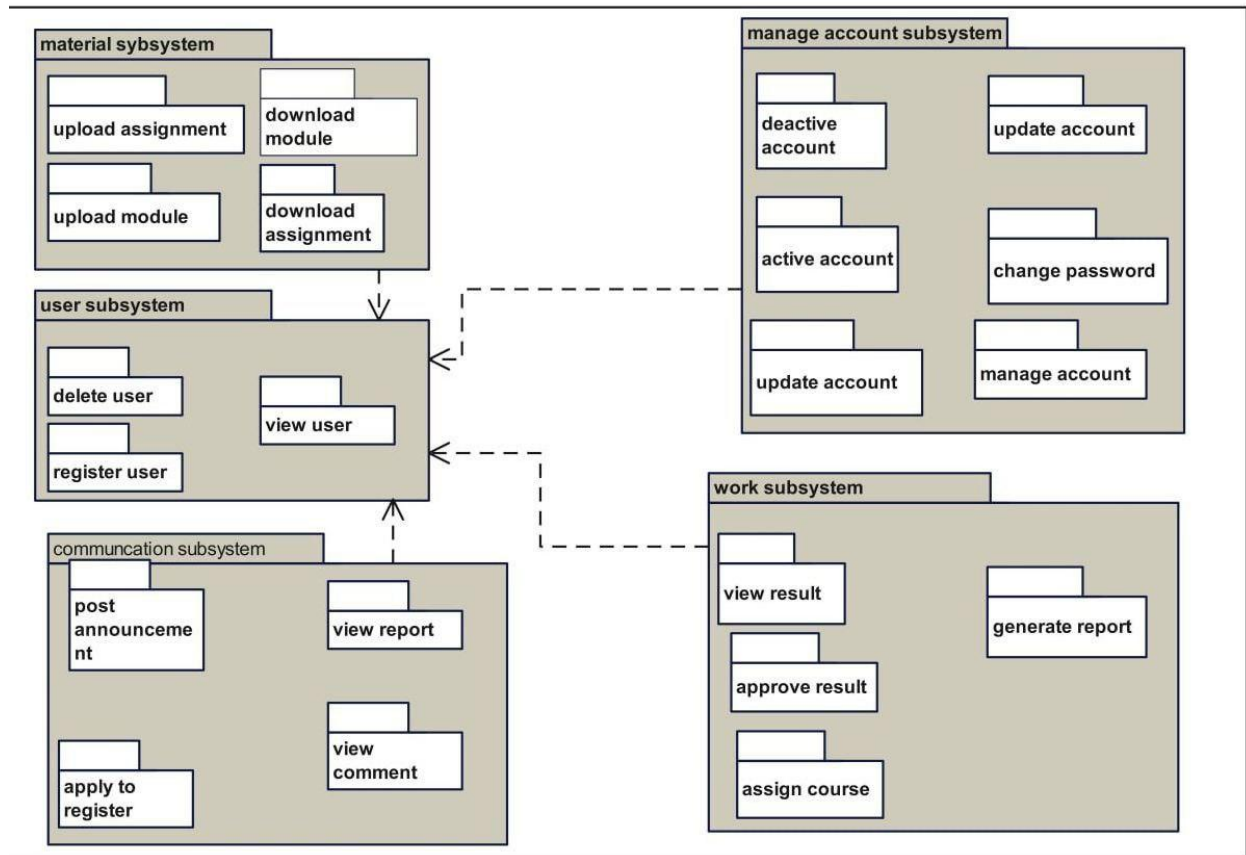 material sybsystem
upload assignment
download
module
upload module
download
assignment
user subsystem
delete user
view user
register user
communcation subsystem
post
announceme
nt
view report
view
comment
apply to
register
manage account subsystem
deactive
account
update account
active account
change password
update account
manage account
work subsystem
view result
generate report
approve result
assign course